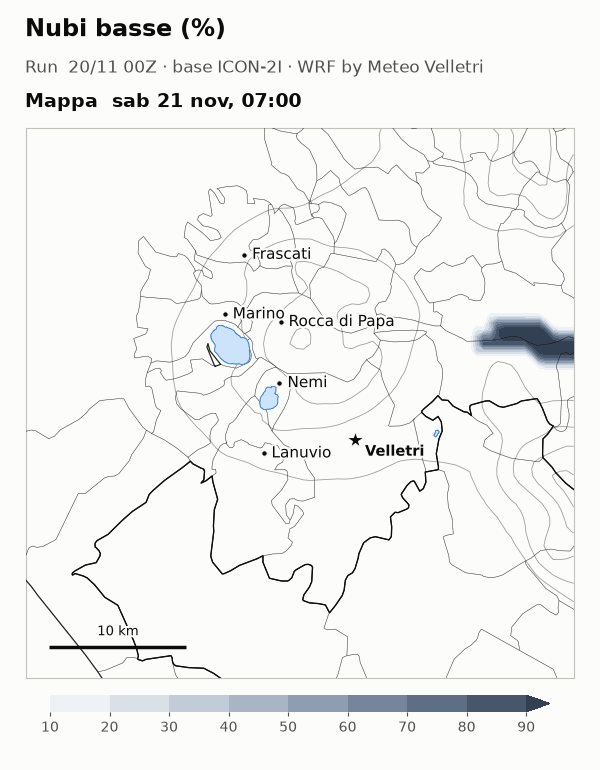 Nubi basse (%)
Run  20/11 00Z · base ICON-2I · WRF by Meteo Velletri
Mappa  sab 21 nov, 07:00
Frascati
Marino
Rocca di Papa
Nemi
Velletri
Lanuvio
10 km
10 20 30 40 50 60 70 80 90